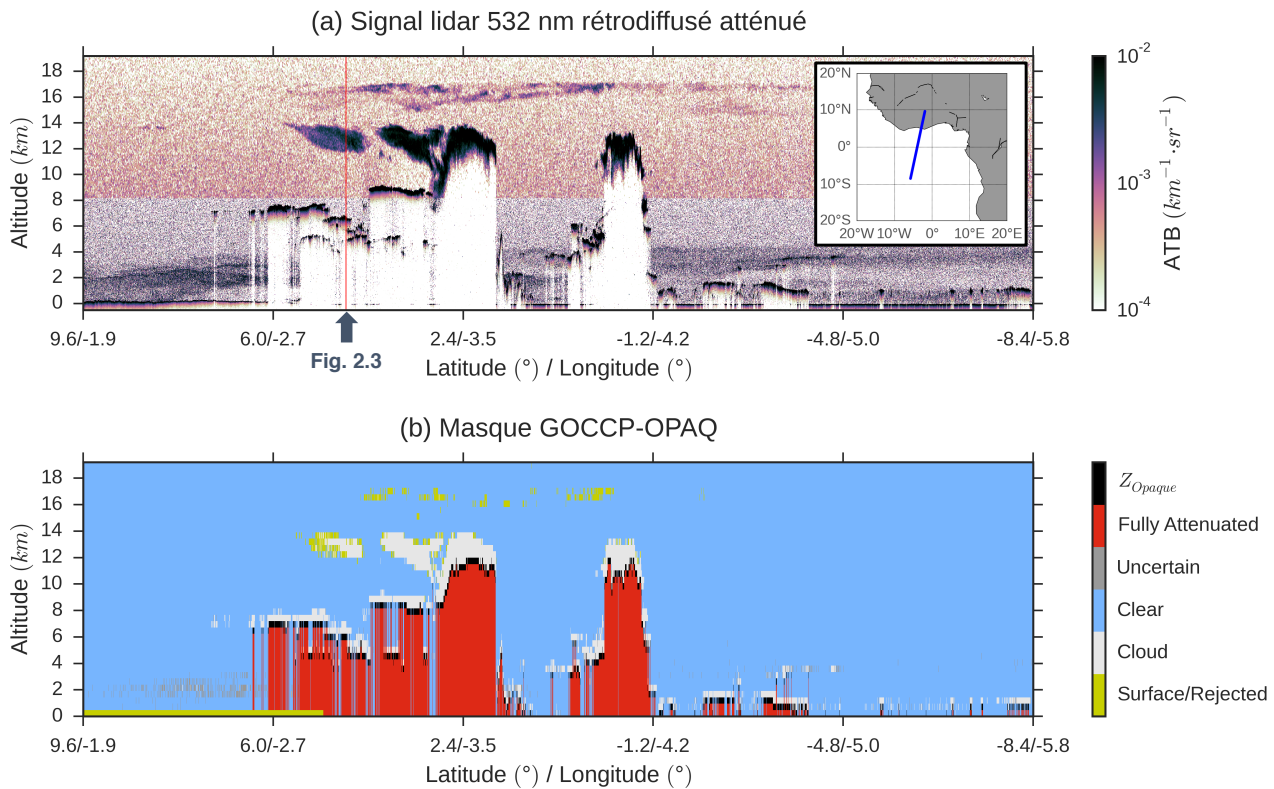 (a) Signal lidar 532 nm rétrodiffusé atténué
18
16
14
12
10
8
6
4
2
0
Altitude (km)
9.6/-1.9 6.0/-2.7 2.4/-3.5 -1.2/-4.2 -4.8/-5.0 -8.4/-5.8
Fig. 2.3
Latitude (°) / Longitude (°)
20°N
10°N
0°
10°S
20°S
20°W 10°W 0° 10°E 20°E
10⁻²
10⁻³
10⁻⁴
ATB (km⁻¹.sr⁻¹)
(b) Masque GOCCP-OPAQ
18
16
14
12
10
8
6
4
2
0
Altitude (km)
9.6/-1.9 6.0/-2.7 2.4/-3.5 -1.2/-4.2 -4.8/-5.0 -8.4/-5.8
Latitude (°) / Longitude (°)
Z_Opaque
Fully Attenuated
Uncertain
Clear
Cloud
Surface/Rejected